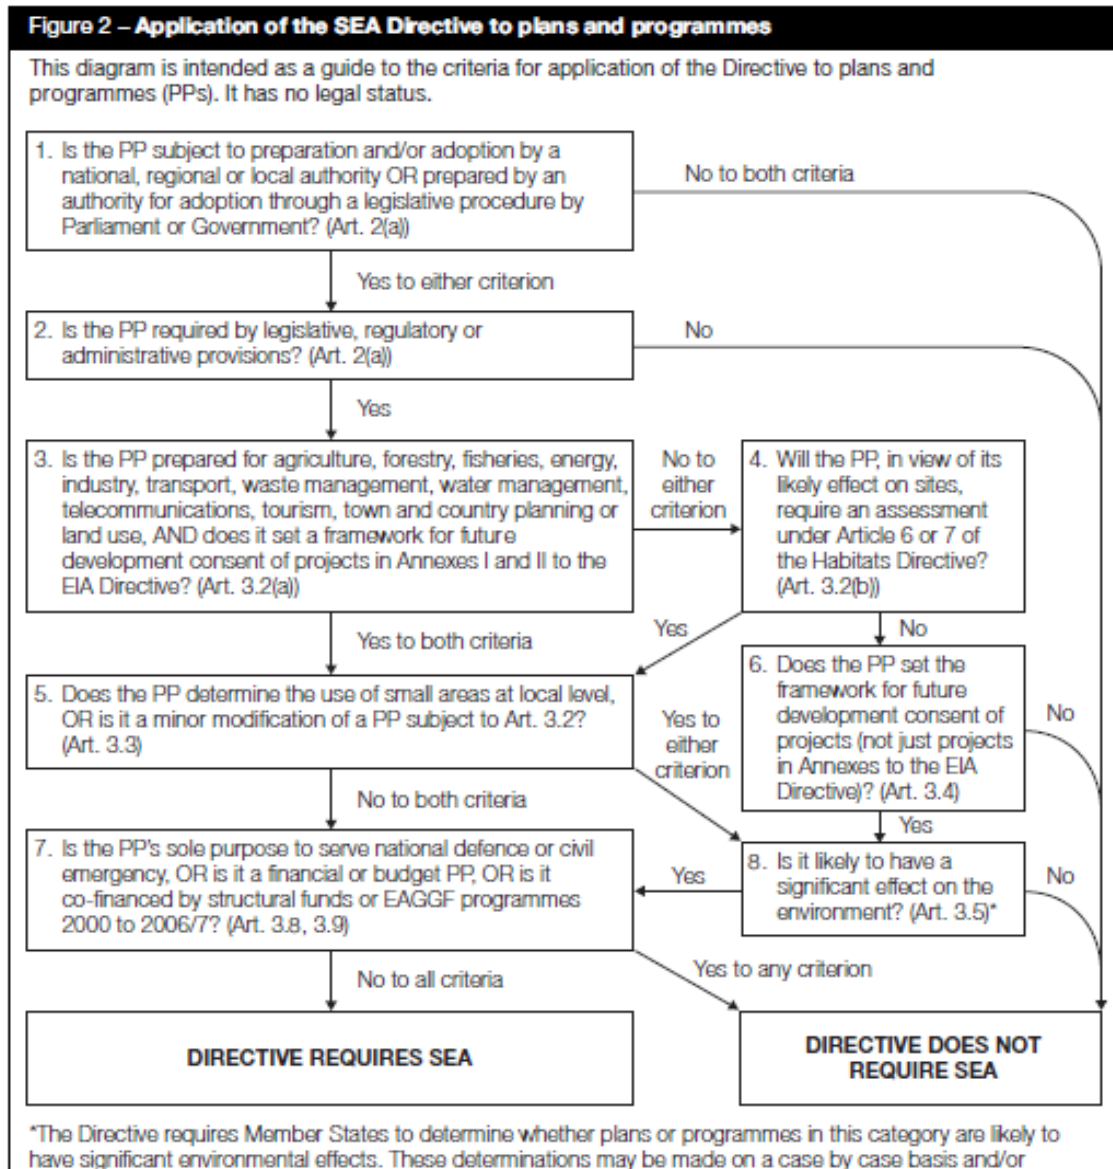 Figure 2 – Application of the SEA Directive to plans and programmes
This diagram is intended as a guide to the criteria for application of the Directive to plans and
programmes (PPs). It has no legal status.
1. Is the PP subject to preparation and/or adoption by a
national, regional or local authority OR prepared by an
authority for adoption through a legislative procedure by
Parliament or Government? (Art. 2(a))
No to both criteria
Yes to either criterion
2. Is the PP required by legislative, regulatory or
administrative provisions? (Art. 2(a))
No
Yes
3. Is the PP prepared for agriculture, forestry, fisheries, energy,
industry, transport, waste management, water management,
telecommunications, tourism, town and country planning or
land use, AND does it set a framework for future
development consent of projects in Annexes I and II to the
EIA Directive? (Art. 3.2(a))
No to
either
criterion
4. Will the PP, in view of its
likely effect on sites,
require an assessment
under Article 6 or 7 of
the Habitats Directive?
(Art. 3.2(b))
Yes to both criteria
Yes
No
5. Does the PP determine the use of small areas at local level,
OR is it a minor modification of a PP subject to Art. 3.2?
(Art. 3.3)
Yes to
either
criterion
6. Does the PP set the
framework for future
development consent of
projects (not just projects
in Annexes to the EIA
Directive)? (Art. 3.4)
No
No to both criteria
Yes
7. Is the PP's sole purpose to serve national defence or civil
emergency, OR is it a financial or budget PP, OR is it
co-financed by structural funds or EAGGF programmes
2000 to 2006/7? (Art. 3.8, 3.9)
Yes
8. Is it likely to have a
significant effect on the
environment? (Art. 3.5)*
No
No to all criteria
Yes to any criterion
DIRECTIVE REQUIRES SEA
DIRECTIVE DOES NOT
REQUIRE SEA
*The Directive requires Member States to determine whether plans or programmes in this category are likely to
have significant environmental effects. These determinations may be made on a case by case basis and/or